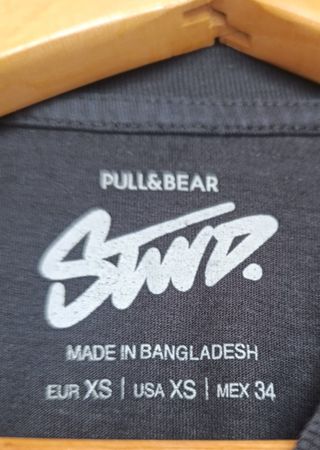 PULL&BEAR
STWD.
MADE IN BANGLADESH
EUR XS | USA XS | MEX 34